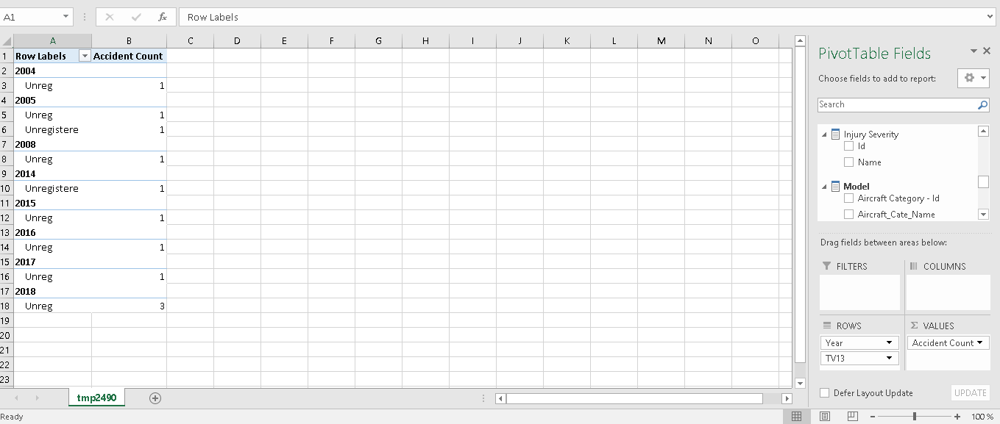 A1 fx Row Labels
A B C D E F G H I J K L M N O
1 Row Labels Accident Count
2 2004
3 Unreg 1
4 2005
5 Unreg 1
6 Unregistere 1
7 2008
8 Unreg 1
9 2014
10 Unregistere 1
11 2015
12 Unreg 1
13 2016
14 Unreg 1
15 2017
16 Unreg 1
17 2018
18 Unreg 3
19
20
21
22
23
tmp2490
Ready
PivotTable Fields
Choose fields to add to report:
Search
Injury Severity
Id
Name
Model
Aircraft Category - Id
Aircraft_Cate_Name
Drag fields between areas below:
FILTERS
COLUMNS
ROWS
Year
TV13
Σ VALUES
Accident Count
Defer Layout Update UPDATE
100 %